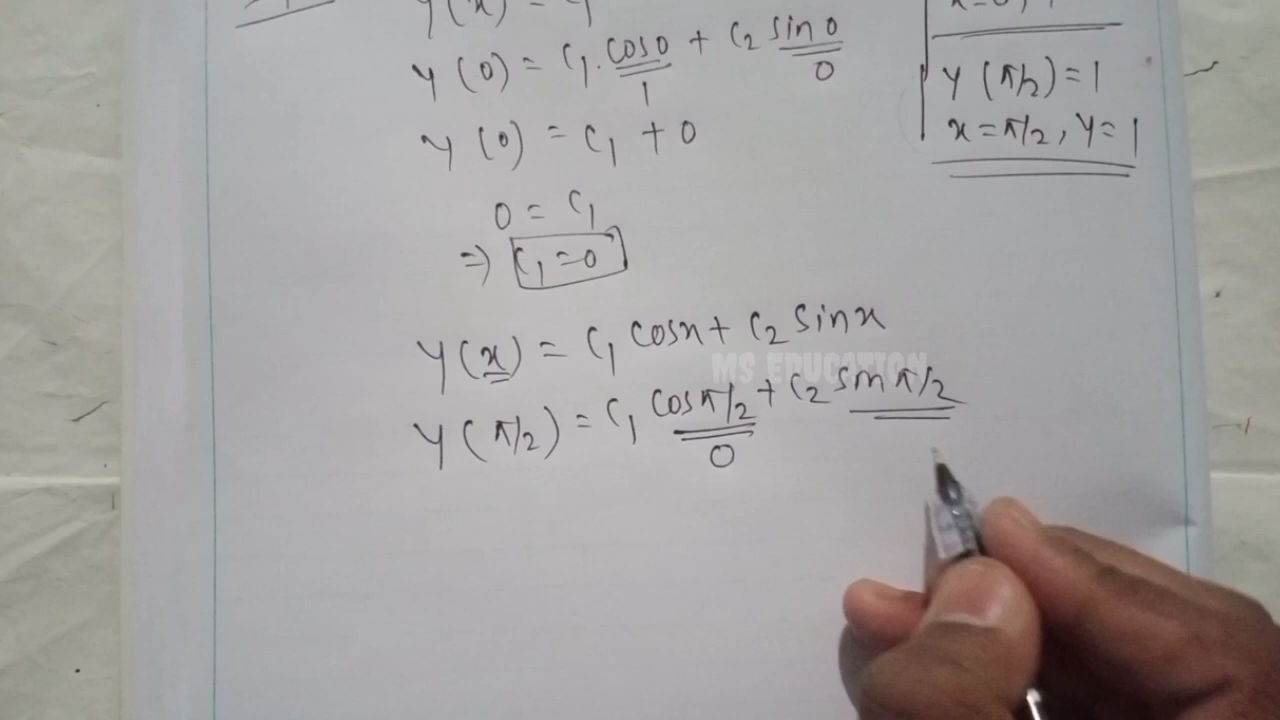 y(x) = y
y(0) = C1. cos0 + C2 sin0
1 0
y(0) = C1 + 0
0 = C1
⇒ C1 = 0
y(x) = C1 cosx + C2 sinx
y(π/2) = C1 cosπ/2 + C2 sinπ/2
0
y(π/2) = 1
x = π/2, y = 1
MS EDUCATION